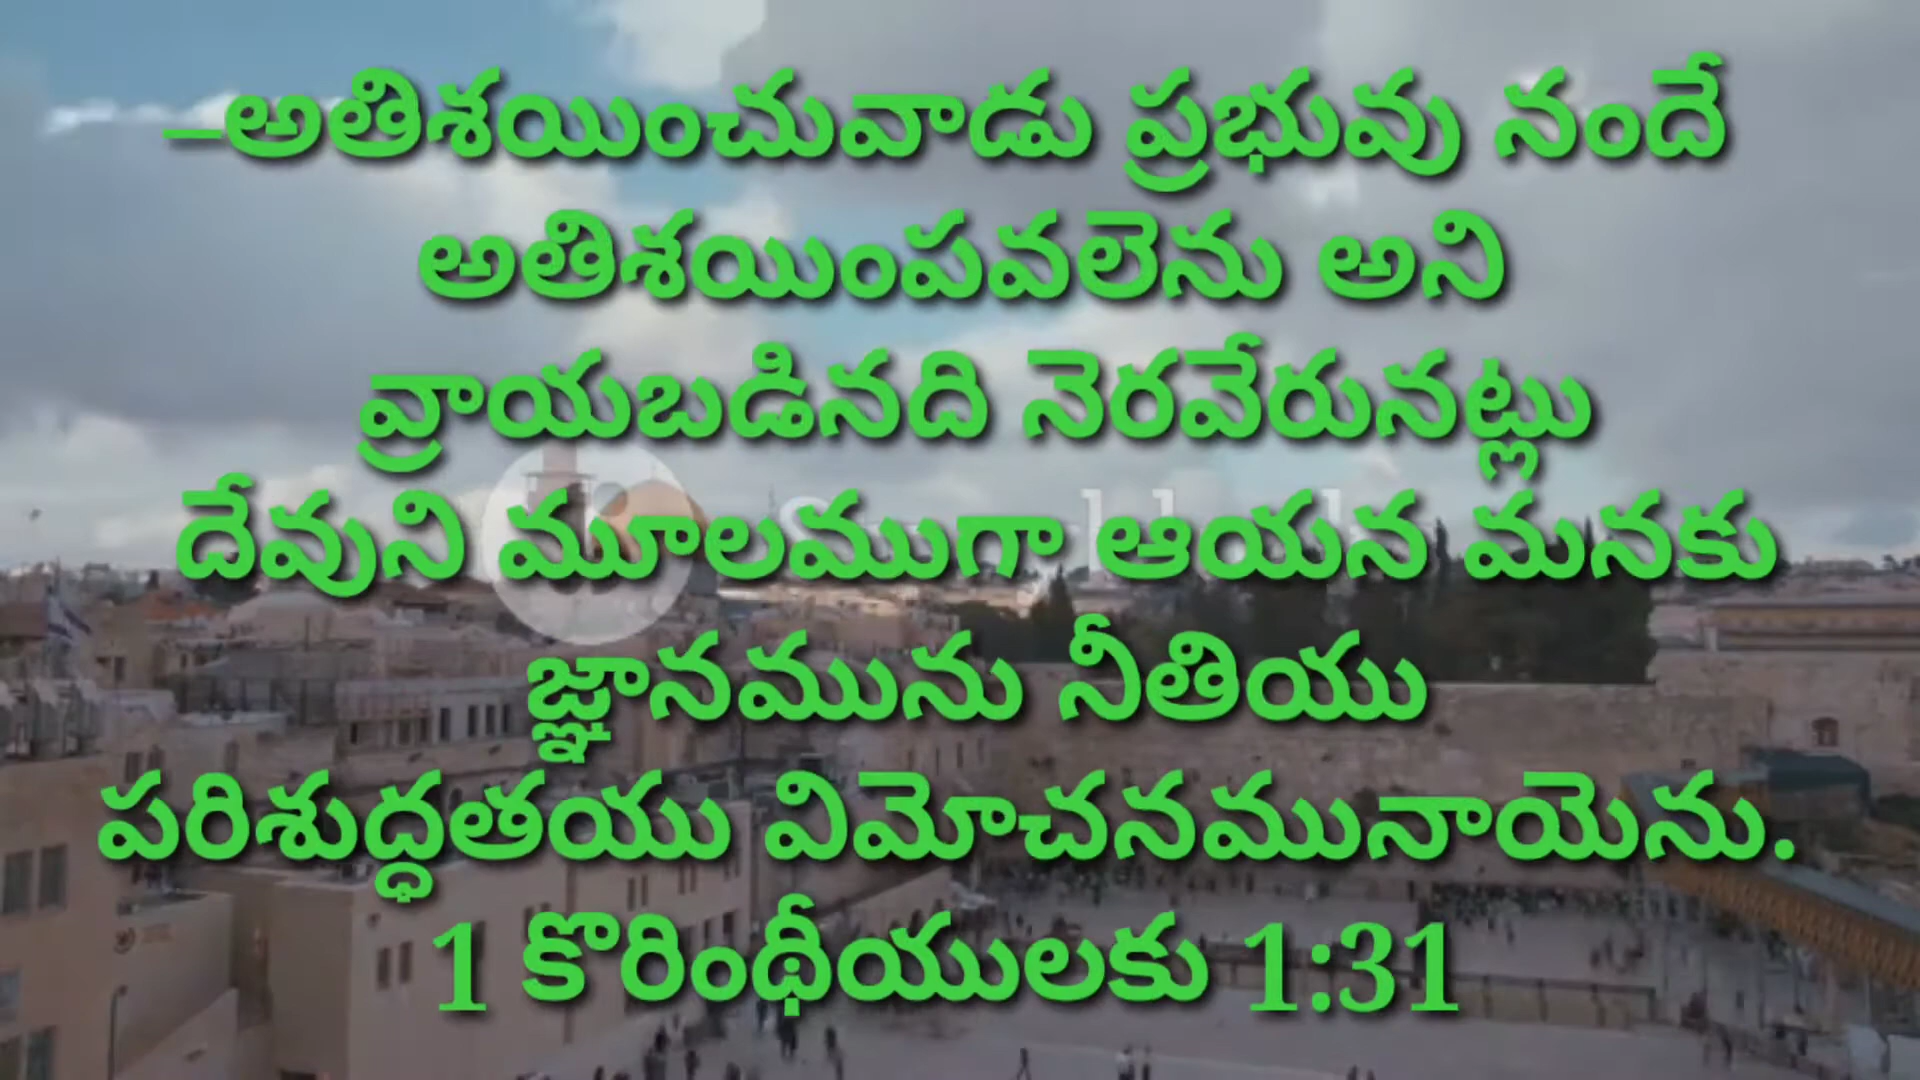 –అతిశయించువాడు ప్రభువు నందే
అతిశయింపవలెను అని
వ్రాయబడినది నెరవేరునట్లు
దేవుని మూలముగా ఆయన మనకు
జ్ఞానమును నీతియు
పరిశుద్ధతయు విమోచనమునాయెను.
1 కొరింథీయులకు 1:31